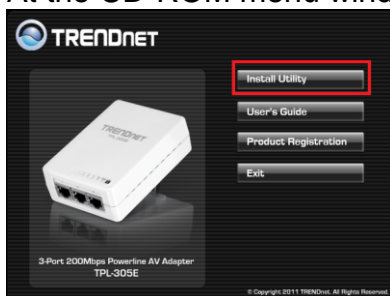 At the CD-ROM menu wind
TRENDNET
Install Utility
User's Guide
Product Registration
Exit
TRENDNET
3-Port 200Mbps Powerline AV Adapter
TPL-305E
© Copyright 2011 TRENDnet. All Rights Reserved.